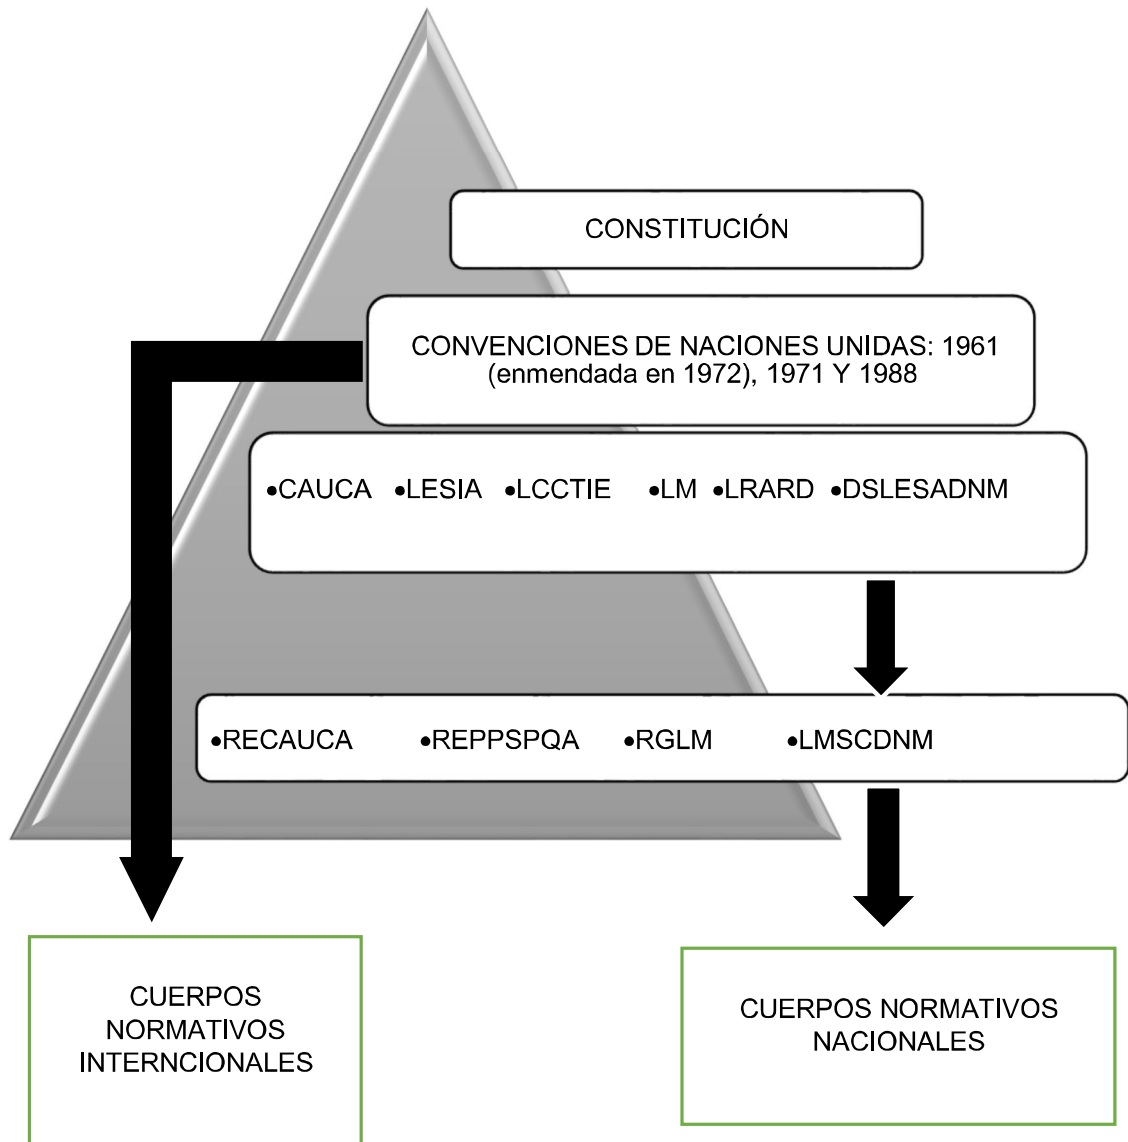 CONSTITUCIÓN
CONVENCIONES DE NACIONES UNIDAS: 1961
(enmendada en 1972), 1971 Y 1988
•CAUCA •LESIA •LCCTIE •LM •LRARD •DSLESADNM
•RECAUCA •REPPSPQA •RGLM •LMSCDNM
CUERPOS
NORMATIVOS
INTERNCIONALES
CUERPOS NORMATIVOS
NACIONALES